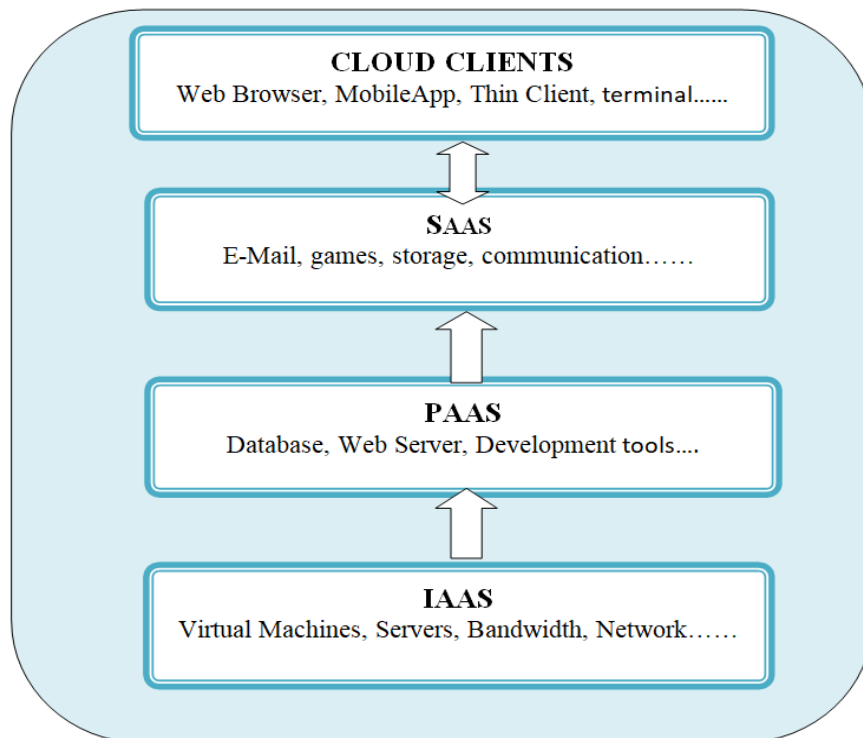 CLOUD CLIENTS
Web Browser, MobileApp, Thin Client, terminal......
SAAS
E-Mail, games, storage, communication……
PAAS
Database, Web Server, Development tools....
IAAS
Virtual Machines, Servers, Bandwidth, Network……